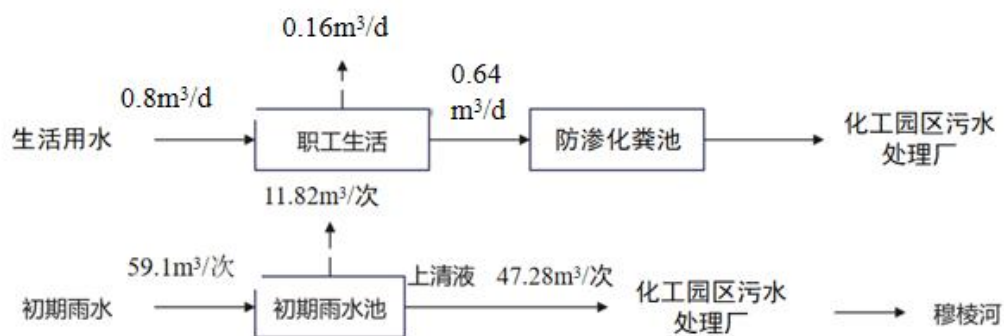 0.16m³/d
0.8m³/d
0.64
m³/d
生活用水
职工生活
防渗化粪池
化工园区污水
处理厂
11.82m³/次
59.1m³/次
上清液 47.28m³/次
初期雨水
初期雨水池
化工园区污水
处理厂
穆棱河